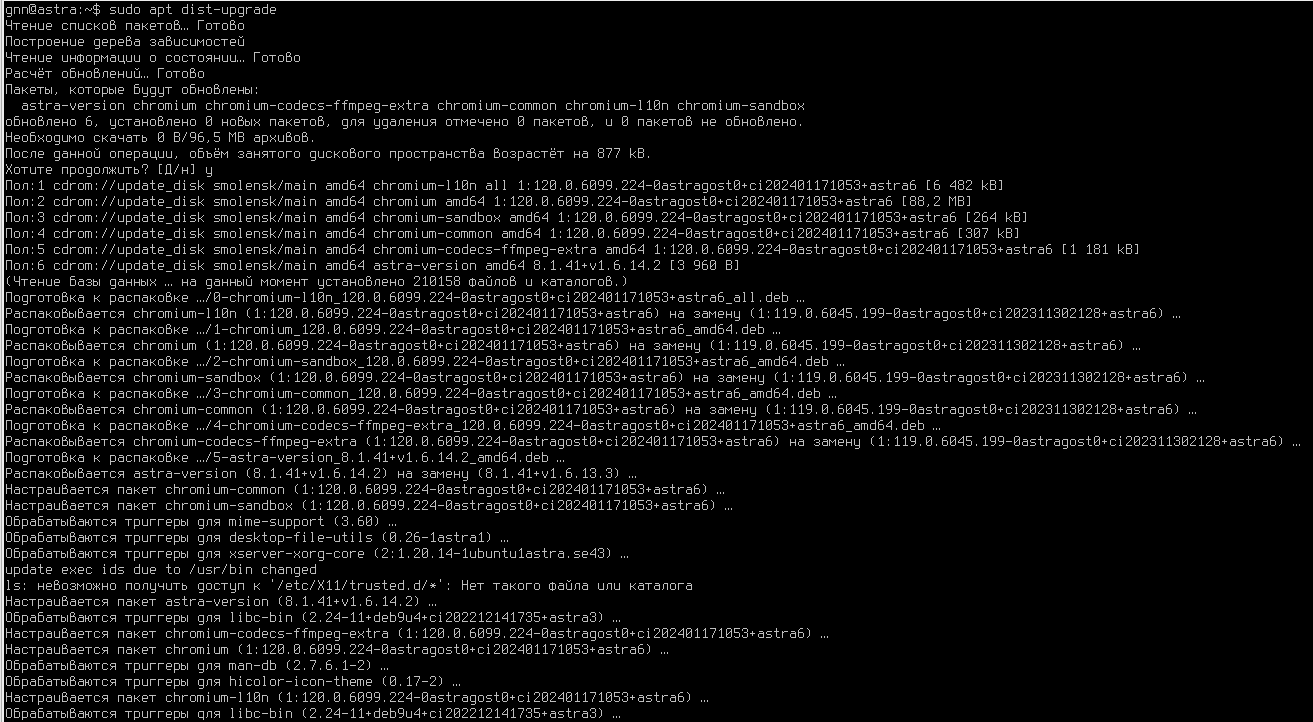 gnn@astra:~$ sudo apt dist-upgrade
Чтение списков пакетов… Готово
Построение дерева зависимостей
Чтение информации о состоянии… Готово
Расчёт обновлений… Готово
Пакеты, которые будут обновлены:
  astra-version chromium chromium-codecs-ffmpeg-extra chromium-common chromium-l10n chromium-sandbox
обновлено 6, установлено 0 новых пакетов, для удаления отмечено 0 пакетов, и 0 пакетов не обновлено.
Необходимо скачать 0 B/96,5 MB архивов.
После данной операции, объём занятого дискового пространства возрастёт на 877 kB.
Хотите продолжить? [Д/н] y
Пол:1 cdrom://update_disk smolensk/main amd64 chromium-l10n all 1:120.0.6099.224-0astragost0+ci202401171053+astra6 [6 482 kB]
Пол:2 cdrom://update_disk smolensk/main amd64 chromium amd64 1:120.0.6099.224-0astragost0+ci202401171053+astra6 [88,2 MB]
Пол:3 cdrom://update_disk smolensk/main amd64 chromium-sandbox amd64 1:120.0.6099.224-0astragost0+ci202401171053+astra6 [264 kB]
Пол:4 cdrom://update_disk smolensk/main amd64 chromium-common amd64 1:120.0.6099.224-0astragost0+ci202401171053+astra6 [307 kB]
Пол:5 cdrom://update_disk smolensk/main amd64 chromium-codecs-ffmpeg-extra amd64 1:120.0.6099.224-0astragost0+ci202401171053+astra6 [1 181 kB]
Пол:6 cdrom://update_disk smolensk/main amd64 astra-version amd64 8.1.41+v1.6.14.2 [3 960 B]
(Чтение базы данных … на данный момент установлено 210158 файлов и каталогов.)
Подготовка к распаковке …/0-chromium-l10n_120.0.6099.224-0astragost0+ci202401171053+astra6_all.deb …
Распаковывается chromium-l10n (1:120.0.6099.224-0astragost0+ci202401171053+astra6) на замену (1:119.0.6045.199-0astragost0+ci202311302128+astra6) …
Подготовка к распаковке …/1-chromium_120.0.6099.224-0astragost0+ci202401171053+astra6_amd64.deb …
Распаковывается chromium (1:120.0.6099.224-0astragost0+ci202401171053+astra6) на замену (1:119.0.6045.199-0astragost0+ci202311302128+astra6) …
Подготовка к распаковке …/2-chromium-sandbox_120.0.6099.224-0astragost0+ci202401171053+astra6_amd64.deb …
Распаковывается chromium-sandbox (1:120.0.6099.224-0astragost0+ci202401171053+astra6) на замену (1:119.0.6045.199-0astragost0+ci202311302128+astra6) …
Подготовка к распаковке …/3-chromium-common_120.0.6099.224-0astragost0+ci202401171053+astra6_amd64.deb …
Распаковывается chromium-common (1:120.0.6099.224-0astragost0+ci202401171053+astra6) на замену (1:119.0.6045.199-0astragost0+ci202311302128+astra6) …
Подготовка к распаковке …/4-chromium-codecs-ffmpeg-extra_120.0.6099.224-0astragost0+ci202401171053+astra6_amd64.deb …
Распаковывается chromium-codecs-ffmpeg-extra (1:120.0.6099.224-0astragost0+ci202401171053+astra6) на замену (1:119.0.6045.199-0astragost0+ci202311302128+astra6) …
Подготовка к распаковке …/5-astra-version_8.1.41+v1.6.14.2_amd64.deb …
Распаковывается astra-version (8.1.41+v1.6.14.2) на замену (8.1.41+v1.6.13.3) …
Настраивается пакет chromium-common (1:120.0.6099.224-0astragost0+ci202401171053+astra6) …
Настраивается пакет chromium-sandbox (1:120.0.6099.224-0astragost0+ci202401171053+astra6) …
Обрабатываются триггеры для mime-support (3.60) …
Обрабатываются триггеры для desktop-file-utils (0.26-1astra1) …
Обрабатываются триггеры для xserver-xorg-core (2:1.20.14-1ubuntu1astra.se43) …
update exec ids due to /usr/bin changed
ls: невозможно получить доступ к '/etc/X11/trusted.d/*': Нет такого файла или каталога
Настраивается пакет astra-version (8.1.41+v1.6.14.2) …
Обрабатываются триггеры для libc-bin (2.24-11+deb9u4+ci202212141735+astra3) …
Настраивается пакет chromium-codecs-ffmpeg-extra (1:120.0.6099.224-0astragost0+ci202401171053+astra6) …
Настраивается пакет chromium (1:120.0.6099.224-0astragost0+ci202401171053+astra6) …
Обрабатываются триггеры для man-db (2.7.6.1-2) …
Обрабатываются триггеры для hicolor-icon-theme (0.17-2) …
Настраивается пакет chromium-l10n (1:120.0.6099.224-0astragost0+ci202401171053+astra6) …
Обрабатываются триггеры для libc-bin (2.24-11+deb9u4+ci202212141735+astra3) …